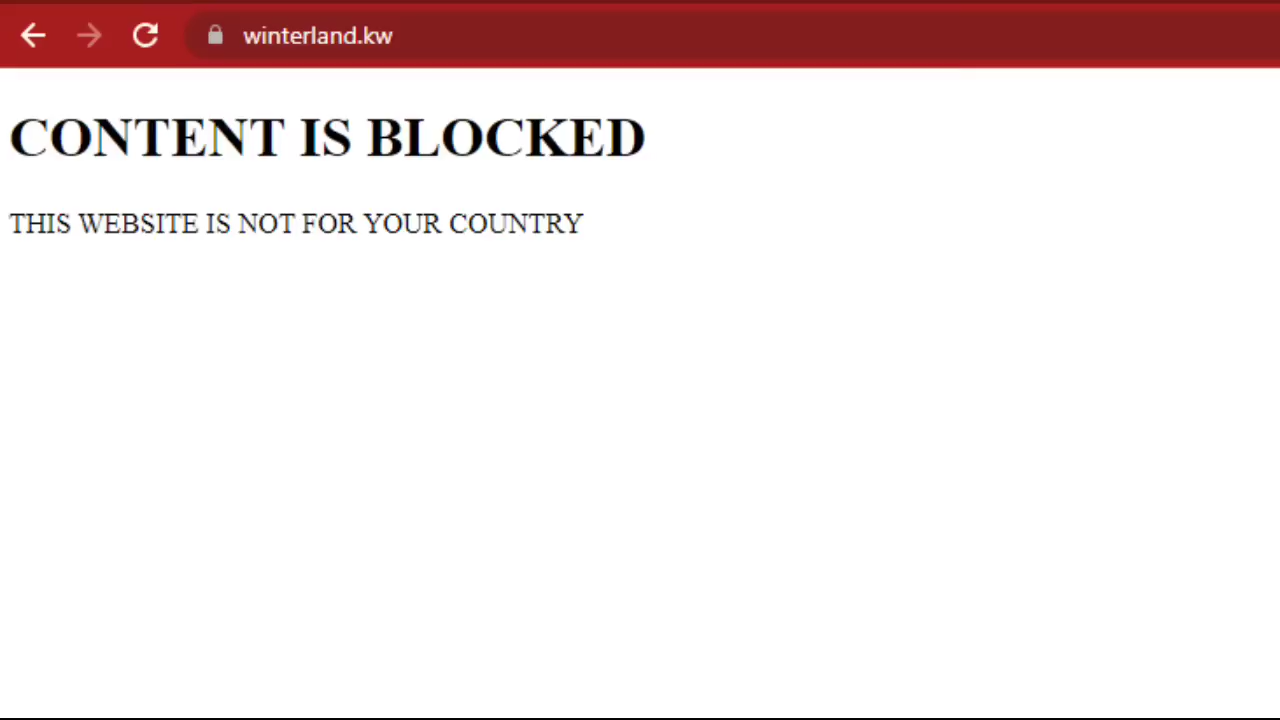 winterland.kw
CONTENT IS BLOCKED
THIS WEBSITE IS NOT FOR YOUR COUNTRY